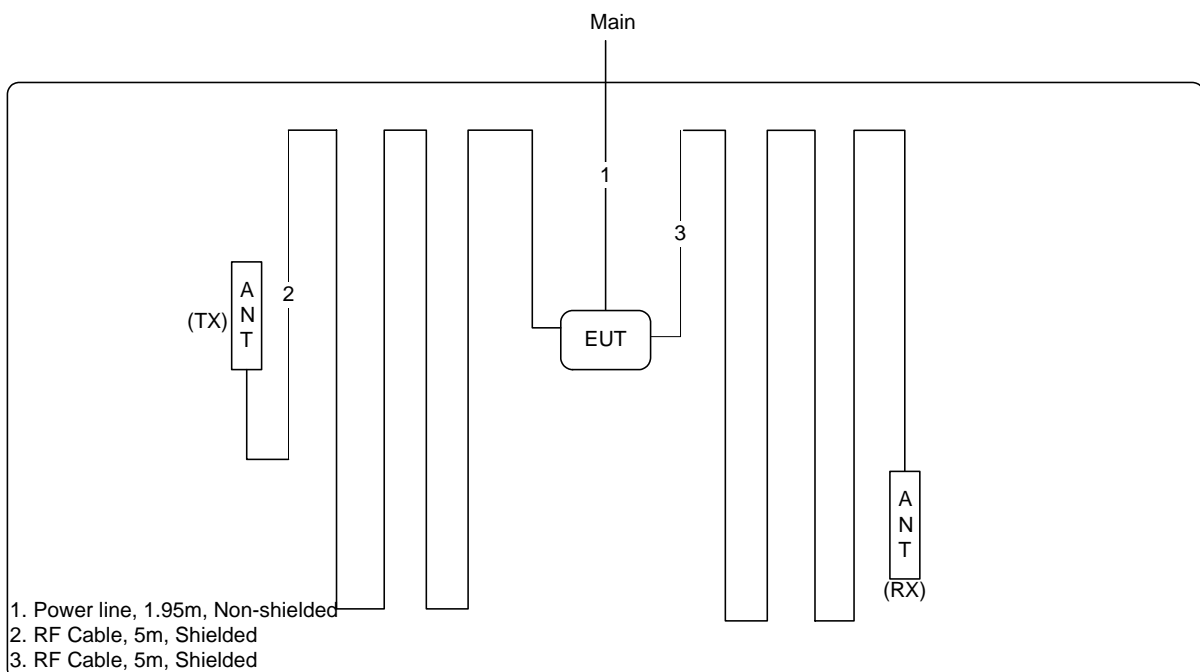 Main
1
3
2
(TX)
A
N
T
EUT
A
N
T
(RX)
1. Power line, 1.95m, Non-shielded
2. RF Cable, 5m, Shielded
3. RF Cable, 5m, Shielded